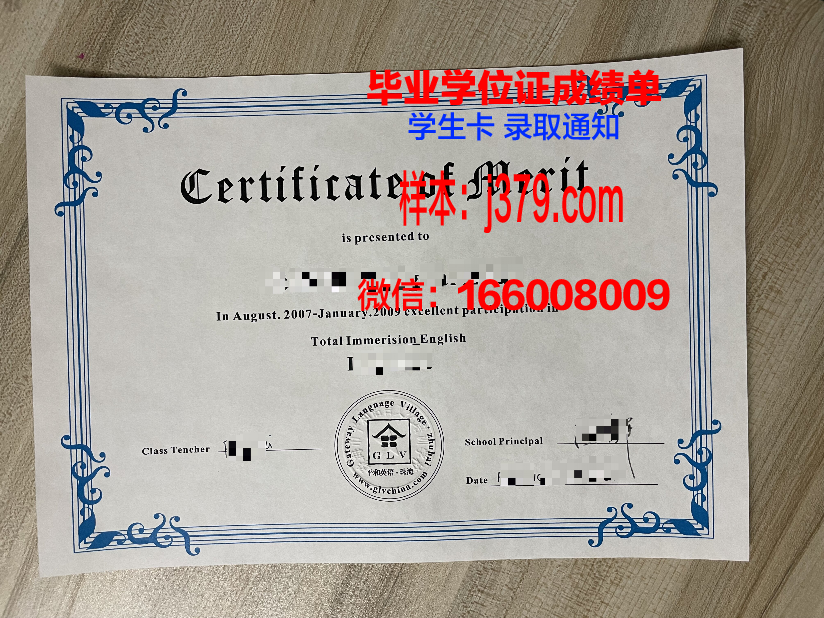 毕业学位证成绩单
学生卡 录取通知
Certificate of Merit
样本：j379.com
is presented to
微信：166008009
In August. 2007-January.2009 excellent participation in
Total Immerision English
Gateway Language Village · zhuhai
GLV
www.glvchina.com
Class Tencher
School Principal
Date